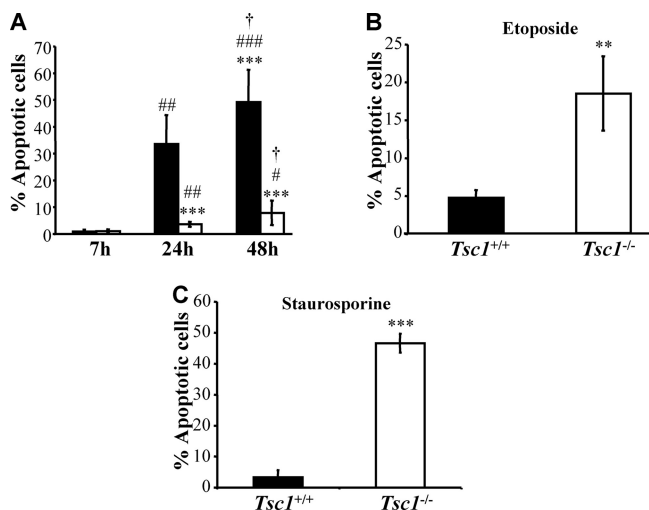 A
% Apoptotic cells
70
60
50
40
30
20
10
0
##
##
***
†
###
***
†
#
***
7h
24h
48h
B
Etoposide
% Apoptotic cells
25
20
15
10
5
0
**
Tsc1+/+
Tsc1-/-
C
Staurosporine
% Apoptotic cells
60
50
40
30
20
10
0
***
Tsc1+/+
Tsc1-/-